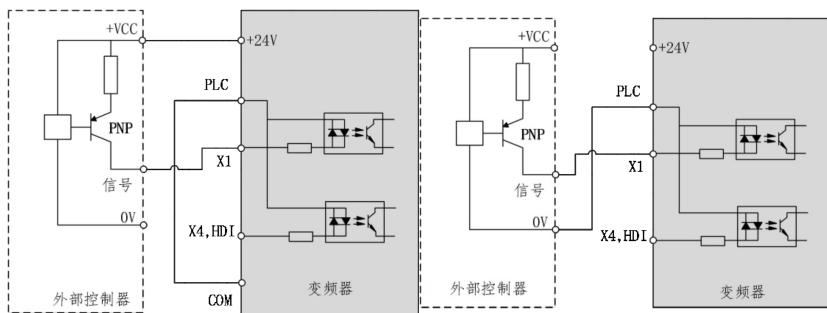 +VCC
+24V
PLC
PNP
X1
信号
0V
X4,HDI
外部控制器
变频器
COM
+VCC
+24V
PLC
PNP
X1
信号
0V
X4,HDI
外部控制器
变频器